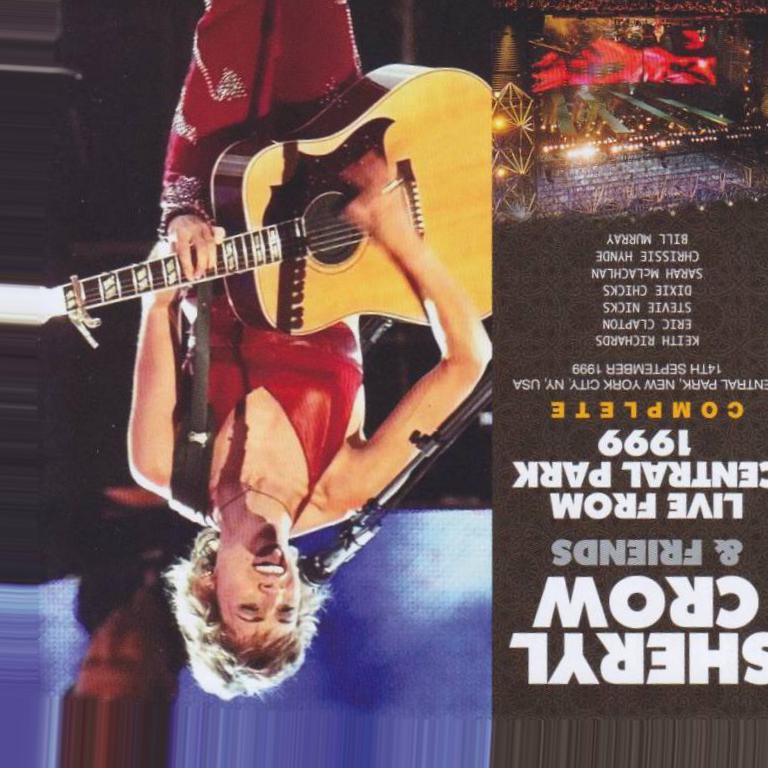 SHERYL
CROW
& FRIENDS
LIVE FROM
CENTRAL PARK
1999
COMPLETE
ENTRAL PARK, NEW YORK CITY, NY, USA
14TH SEPTEMBER 1999
KEITH RICHARDS
ERIC CLAPTON
STEVIE NICKS
DIXIE CHICKS
SARAH McLACHLAN
CHRISSIE HYNDE
BILL MURRAY